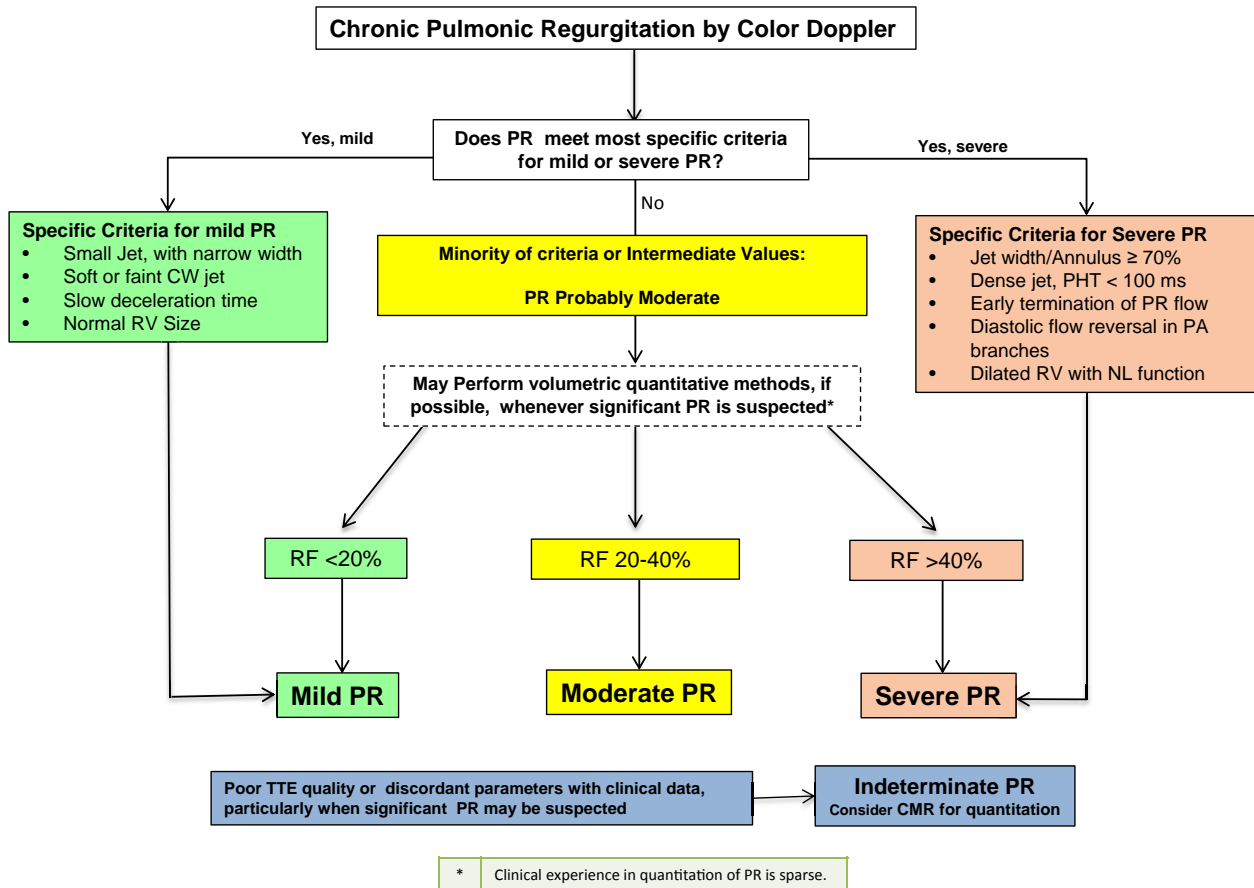 Chronic Pulmonic Regurgitation by Color Doppler
Yes, mild
Does PR meet most specific criteria
for mild or severe PR?
Yes, severe
No
Specific Criteria for mild PR
• Small Jet, with narrow width
• Soft or faint CW jet
• Slow deceleration time
• Normal RV Size
Minority of criteria or Intermediate Values:
PR Probably Moderate
Specific Criteria for Severe PR
• Jet width/Annulus ≥ 70%
• Dense jet, PHT < 100 ms
• Early termination of PR flow
• Diastolic flow reversal in PA
branches
• Dilated RV with NL function
May Perform volumetric quantitative methods, if
possible, whenever significant PR is suspected*
RF <20%
RF 20-40%
RF >40%
Mild PR
Moderate PR
Severe PR
Poor TTE quality or discordant parameters with clinical data,
particularly when significant PR may be suspected
Indeterminate PR
Consider CMR for quantitation
* Clinical experience in quantitation of PR is sparse.